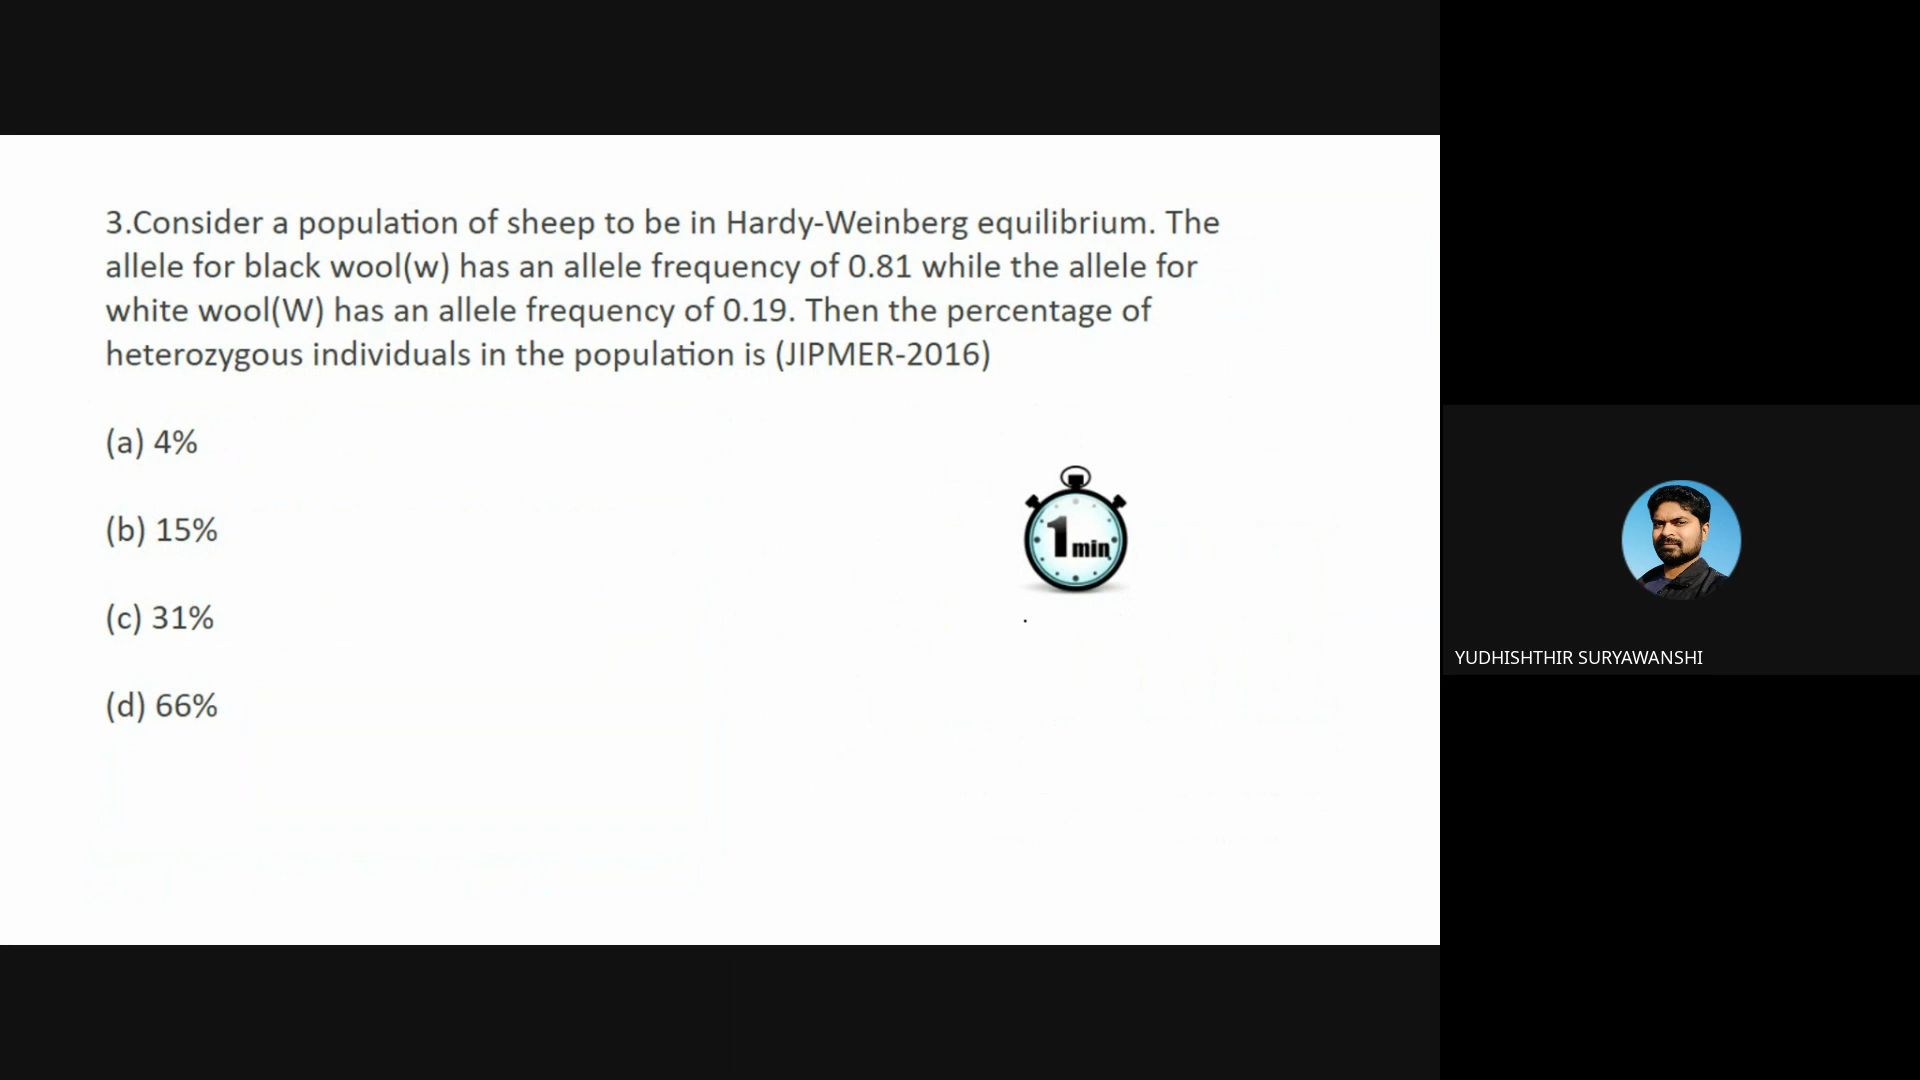 3.Consider a population of sheep to be in Hardy-Weinberg equilibrium. The
allele for black wool(w) has an allele frequency of 0.81 while the allele for
white wool(W) has an allele frequency of 0.19. Then the percentage of
heterozygous individuals in the population is (JIPMER-2016)
(a) 4%
(b) 15%
(c) 31%
(d) 66%
1 min
YUDHISHTHIR SURYAWANSHI